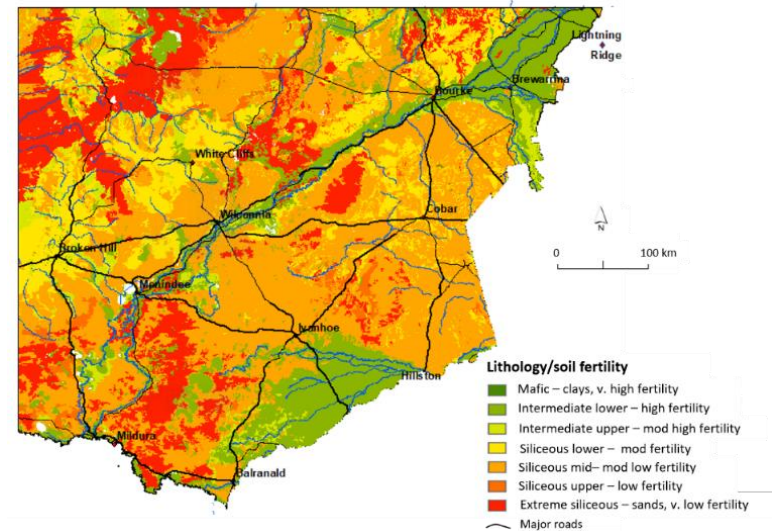 Lightning
Ridge
Brewarrina
Bourke
White Cliffs
Wilcannia
Cobar
N
0 100 km
Broken Hill
Menindee
Ivanhoe
Hillston
Lithology/soil fertility
Mafic – clays, v. high fertility
Intermediate lower – high fertility
Intermediate upper – mod high fertility
Siliceous lower – mod fertility
Siliceous mid– mod low fertility
Siliceous upper – low fertility
Extreme siliceous – sands, v. low fertility
Major roads
Mildura
Balranald